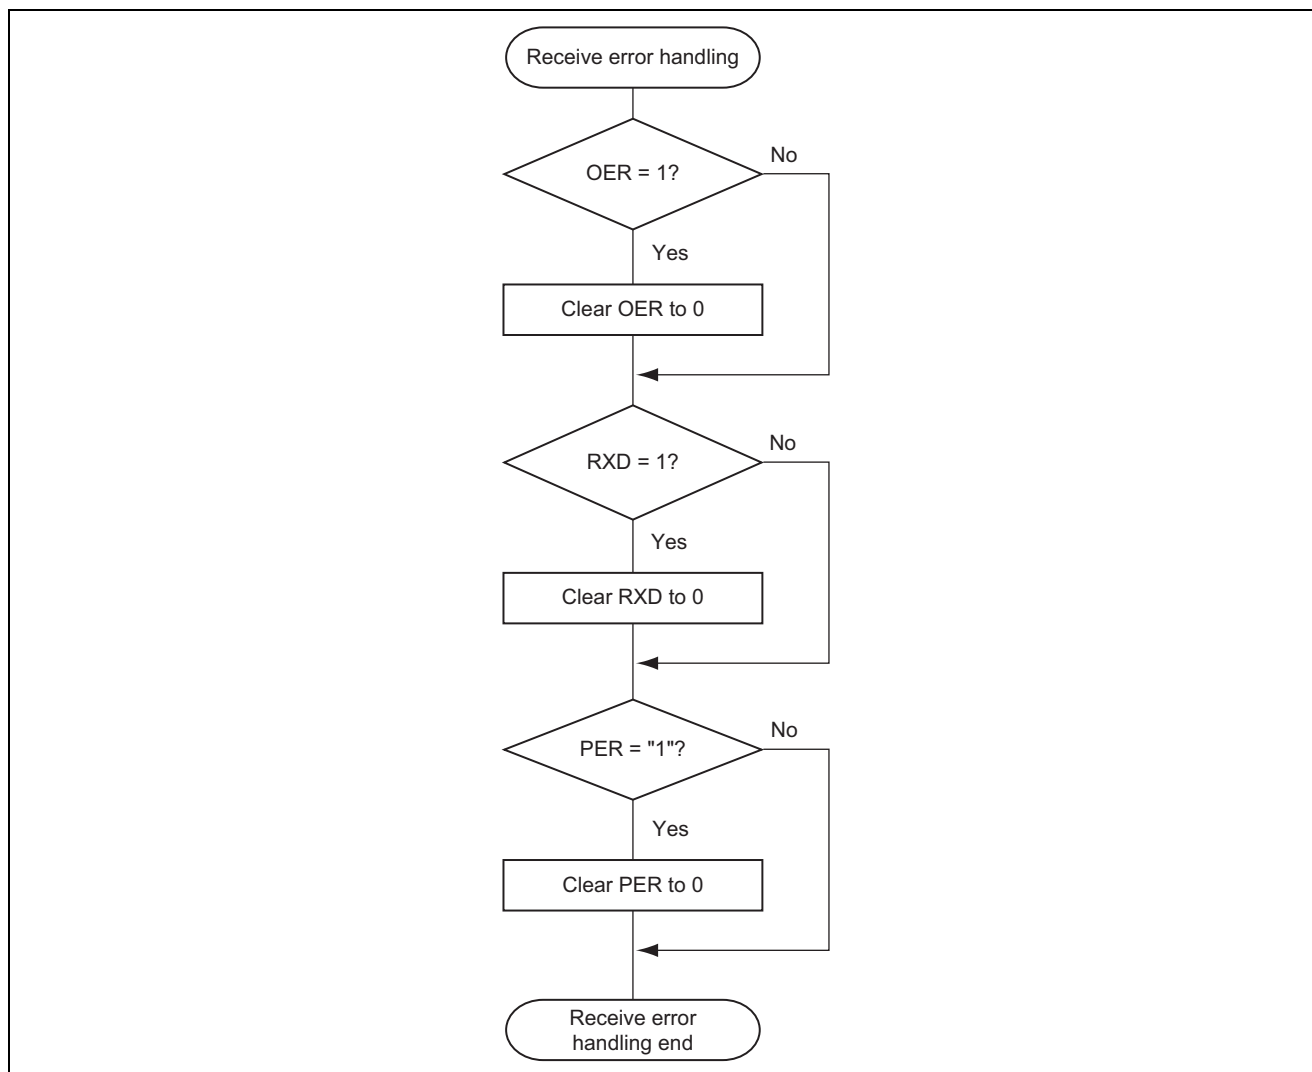 Receive error handling
OER = 1?
No
Yes
Clear OER to 0
RXD = 1?
No
Yes
Clear RXD to 0
PER = "1"?
No
Yes
Clear PER to 0
Receive error
handling end